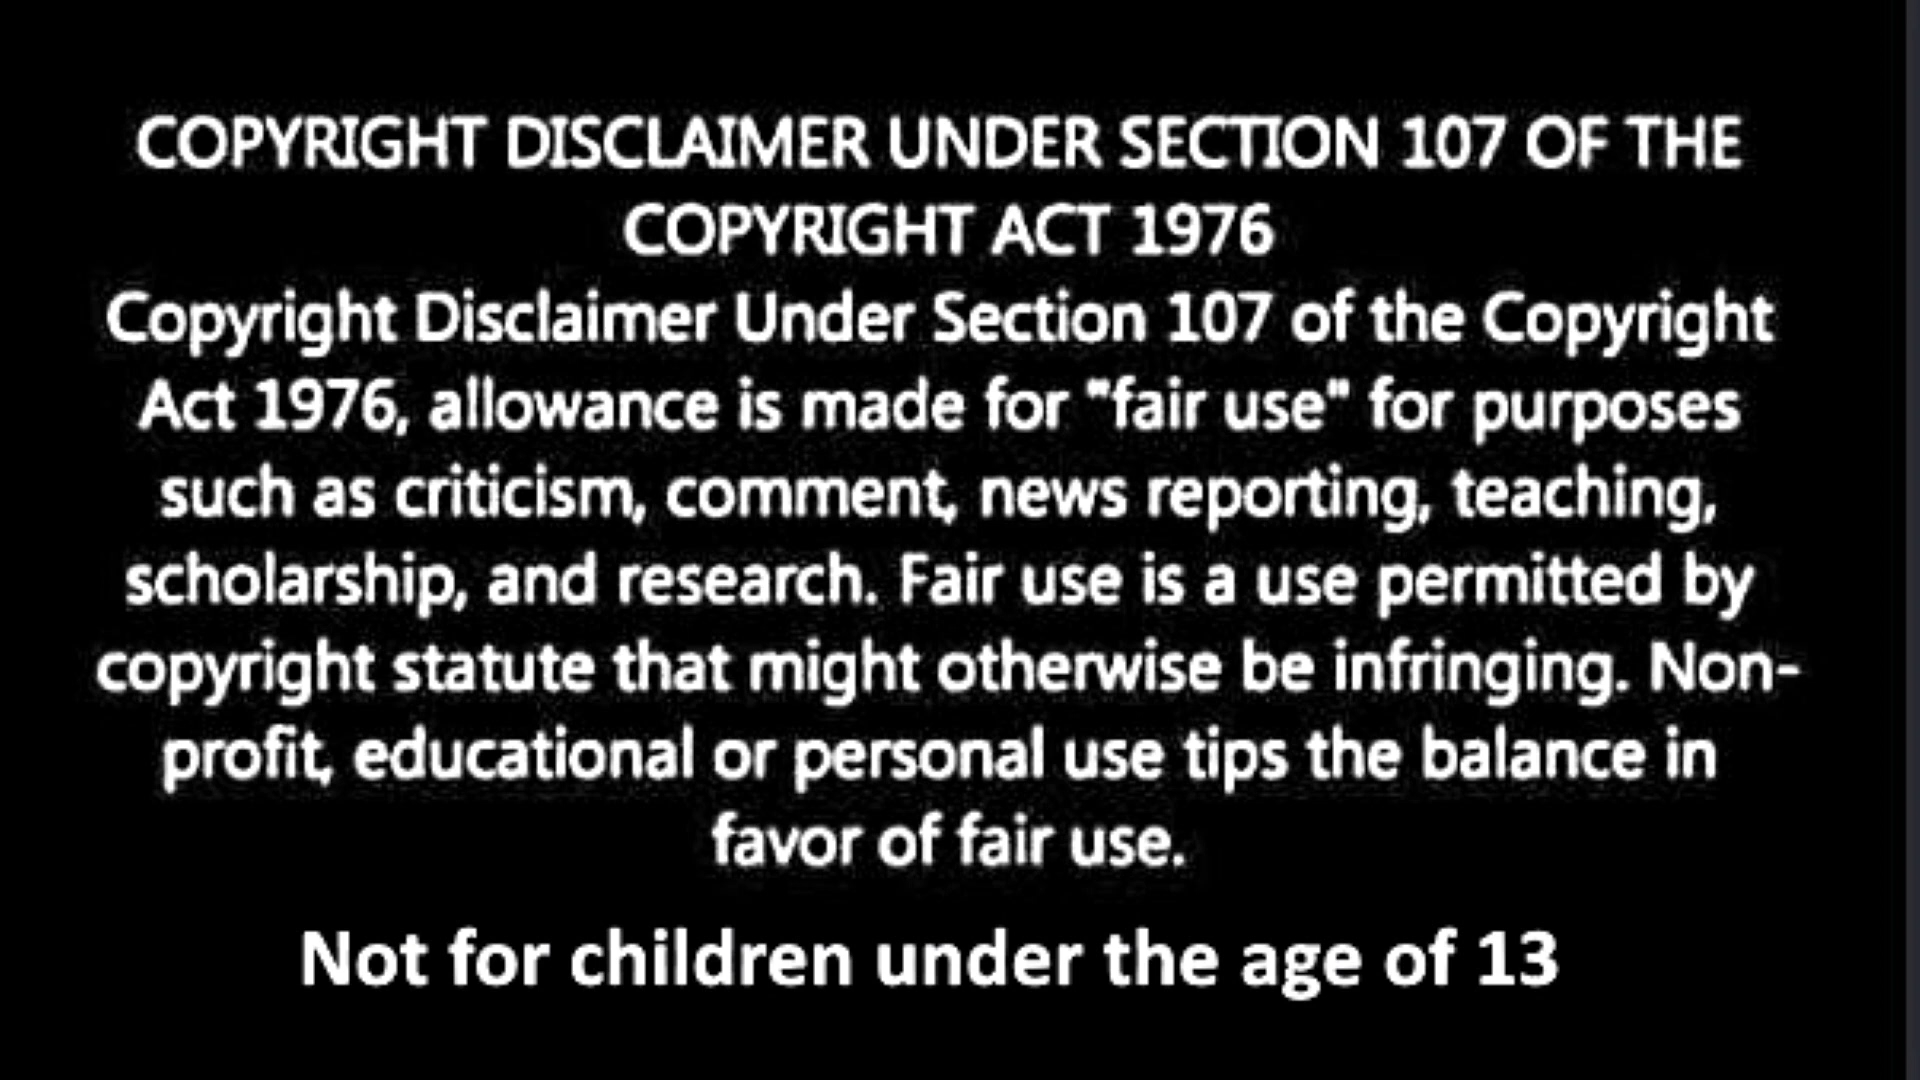 COPYRIGHT DISCLAIMER UNDER SECTION 107 OF THE
COPYRIGHT ACT 1976
Copyright Disclaimer Under Section 107 of the Copyright
Act 1976, allowance is made for "fair use" for purposes
such as criticism, comment, news reporting, teaching,
scholarship, and research. Fair use is a use permitted by
copyright statute that might otherwise be infringing. Non-
profit, educational or personal use tips the balance in
favor of fair use.
Not for children under the age of 13